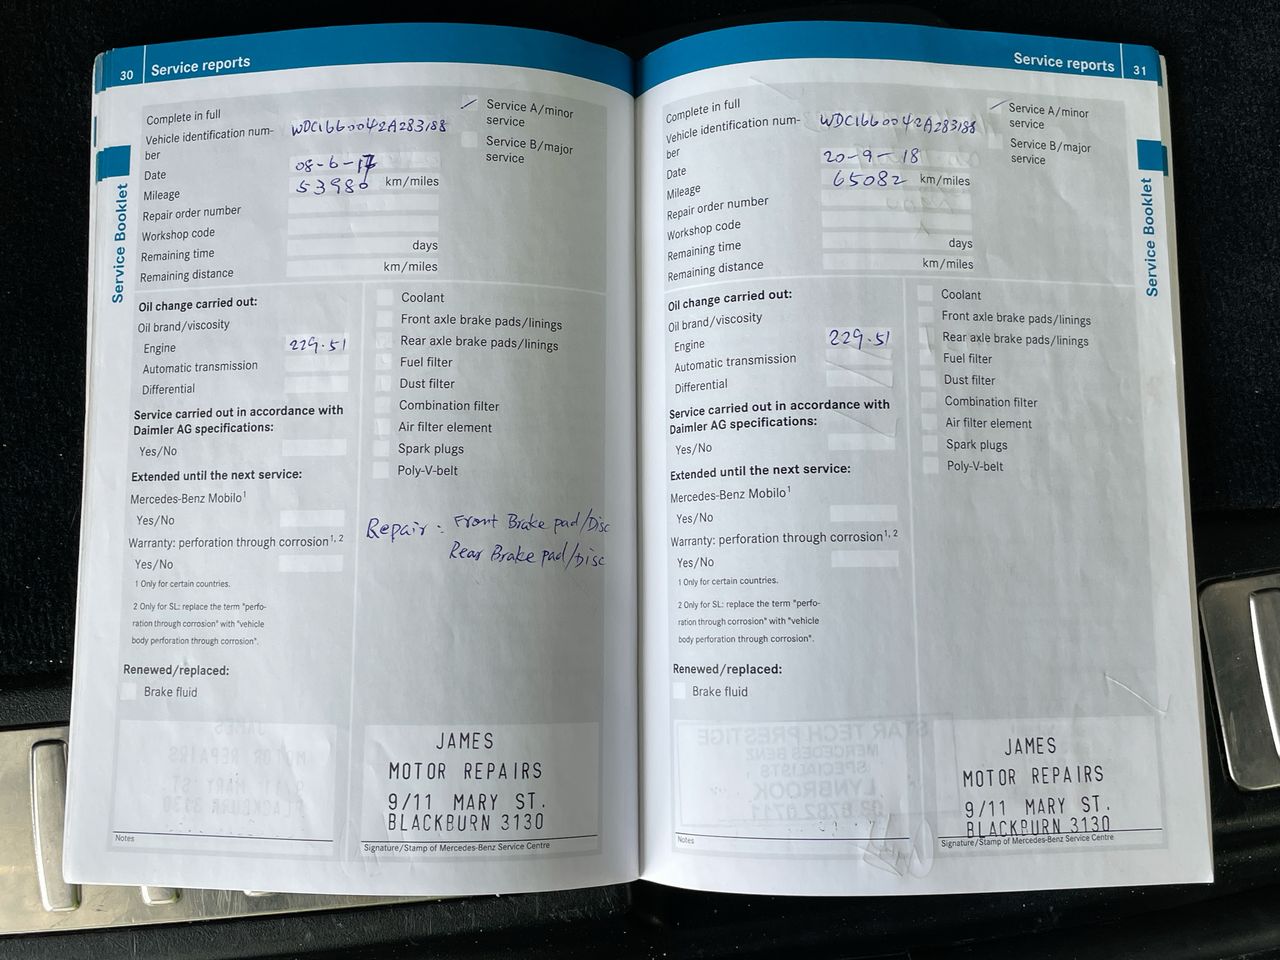 30 Service reports
Complete in full
Vehicle identification num-
ber
WDC1660042A283188
Date
08-6-17
Mileage
53980 km/miles
Repair order number
Workshop code
Remaining time
days
Remaining distance
km/miles
Service A/minor
service
Service B/major
service
Service Booklet
Oil change carried out:
Oil brand/viscosity
Engine
229.51
Automatic transmission
Differential
Service carried out in accordance with
Daimler AG specifications:
Yes/No
Extended until the next service:
Mercedes-Benz Mobilo1
Yes/No
Warranty: perforation through corrosion1, 2
Yes/No
1 Only for certain countries.
2 Only for SL: replace the term "perfo-
ration through corrosion" with "vehicle
body perforation through corrosion".
Renewed/replaced:
Brake fluid
Coolant
Front axle brake pads/linings
Rear axle brake pads/linings
Fuel filter
Dust filter
Combination filter
Air filter element
Spark plugs
Poly-V-belt
Repair: Front Brake pad/Disc
Rear Brake pad/Disc
JAMES
MOTOR REPAIRS
9/11 MARY ST.
BLACKBURN 3130
Notes
Signature/Stamp of Mercedes-Benz Service Centre
Service reports 31
Complete in full
Vehicle identification num-
ber
WDC1660042A283188
Date
20-9-18
Mileage
65082 km/miles
Repair order number
Workshop code
Remaining time
days
Remaining distance
km/miles
Service A/minor
service
Service B/major
service
Service Booklet
Oil change carried out:
Oil brand/viscosity
Engine
229.51
Automatic transmission
Differential
Service carried out in accordance with
Daimler AG specifications:
Yes/No
Extended until the next service:
Mercedes-Benz Mobilo1
Yes/No
Warranty: perforation through corrosion1, 2
Yes/No
1 Only for certain countries.
2 Only for SL: replace the term "perfo-
ration through corrosion" with "vehicle
body perforation through corrosion".
Renewed/replaced:
Brake fluid
Coolant
Front axle brake pads/linings
Rear axle brake pads/linings
Fuel filter
Dust filter
Combination filter
Air filter element
Spark plugs
Poly-V-belt
STAR TECH PRESTIGE
MERCEDES BENZ
SPECIALISTS
LYNBROOK
JAMES
MOTOR REPAIRS
9/11 MARY ST.
BLACKBURN 3130
Notes
Signature/Stamp of Mercedes-Benz Service Centre